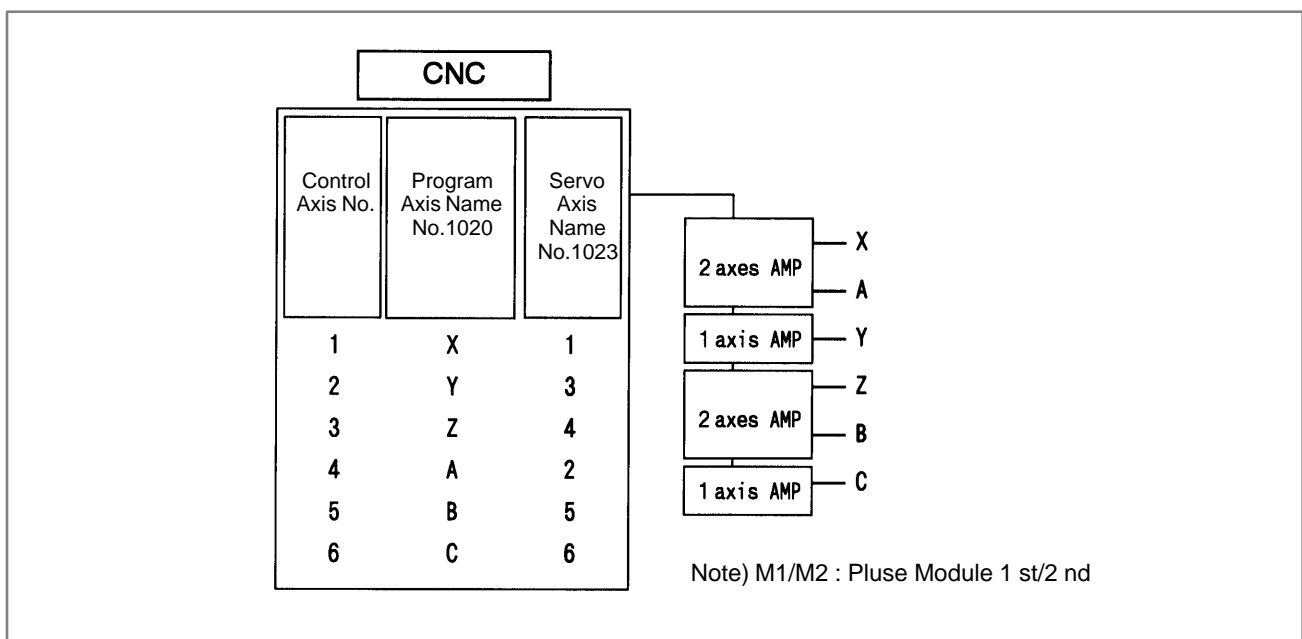 CNC
Control
Axis No.
Program
Axis Name
No.1020
Servo
Axis
Name
No.1023
1 X 1
2 Y 3
3 Z 4
4 A 2
5 B 5
6 C 6
2 axes AMP
X
A
1 axis AMP
Y
2 axes AMP
Z
B
1 axis AMP
C
Note) M1/M2 : Pluse Module 1 st/2 nd